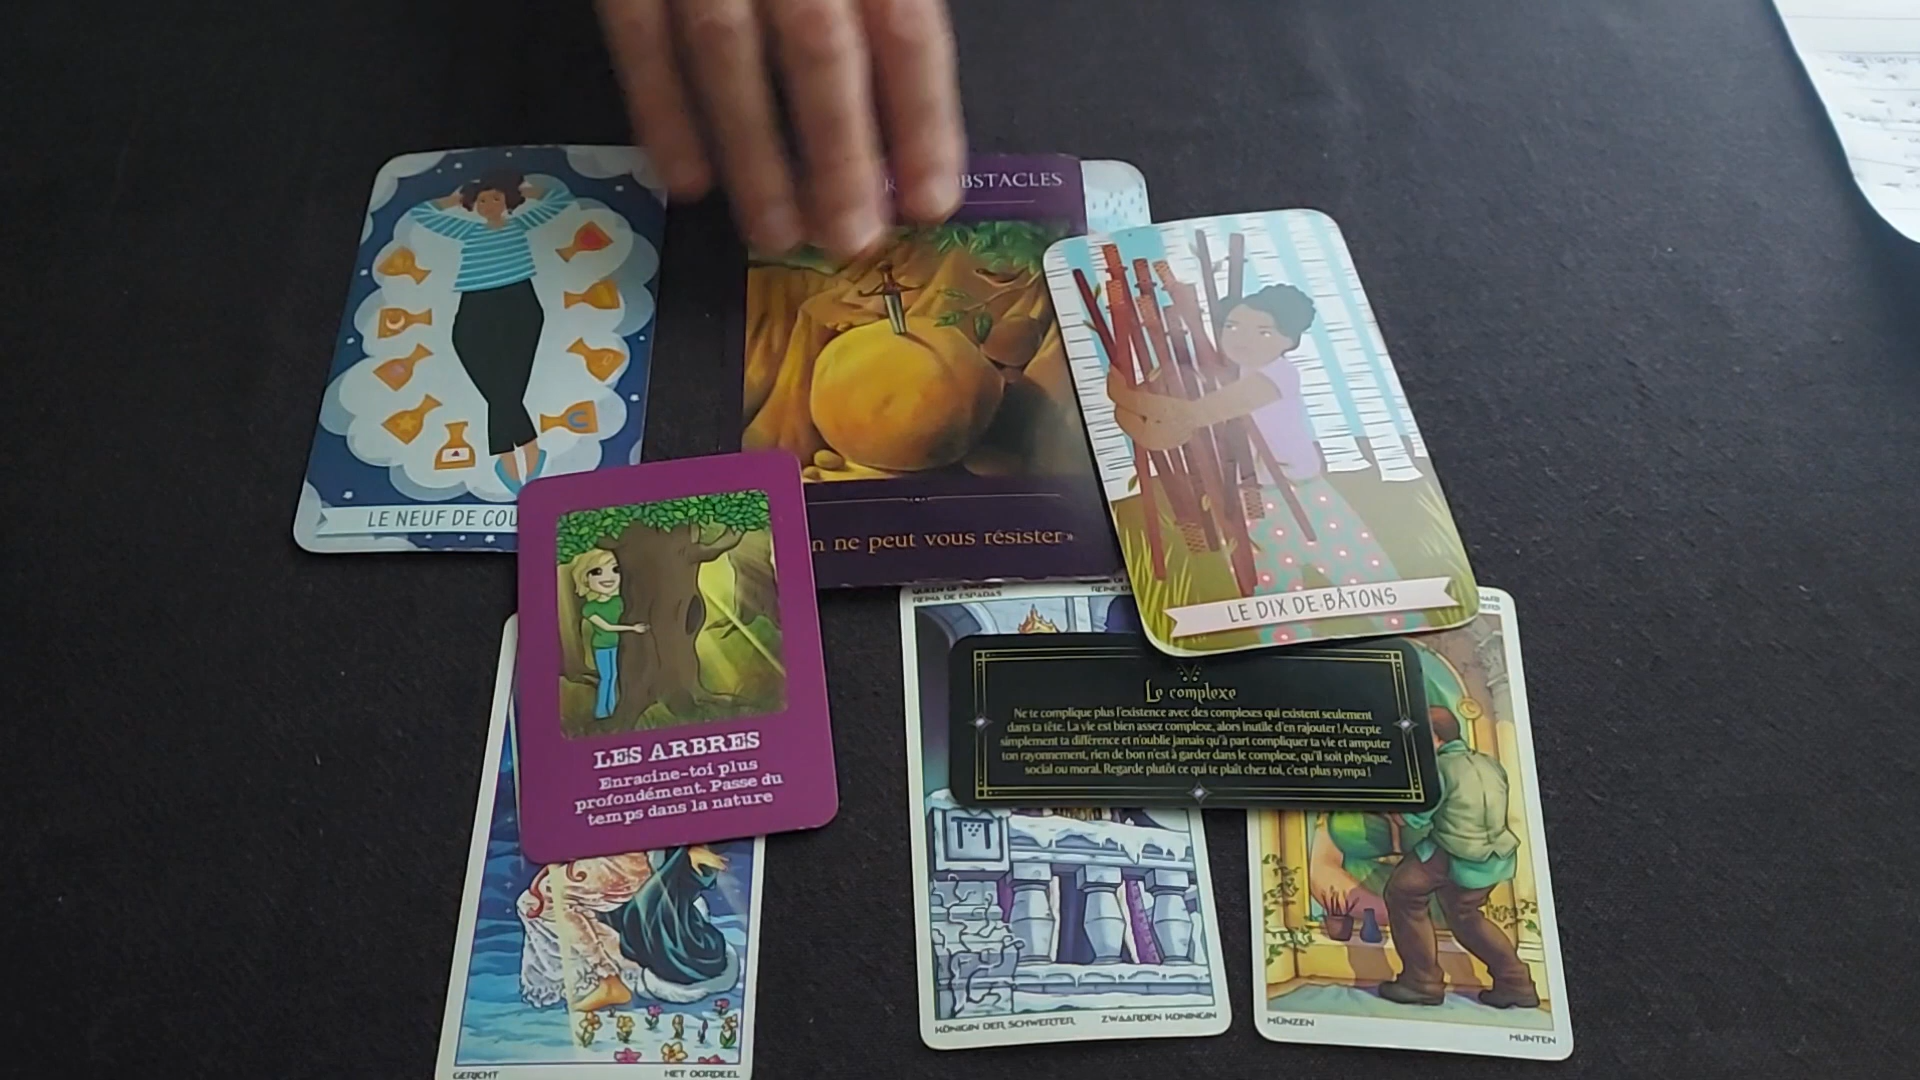 OBSTACLES
LE NEUF DE COU
n ne peut vous résister»
LE DIX DE BÂTONS
REINA DE ESPADAS
LES ARBRES
Enracine-toi plus
profondément. Passe du
temps dans la nature
Le complexe
Ne te complique plus l'existence avec des complexes qui existent seulement
dans ta tête. La vie est bien assez complexe, alors inutile d'en rajouter ! Accepte
simplement ta différence et n'oublie jamais qu'à part compliquer ta vie et amputer
ton rayonnement, rien de bon n'est à garder dans le complexe, qu'il soit physique,
social ou moral. Regarde plutôt ce qui te plaît chez toi, c'est plus sympa !
KÖNIGIN DER SCHWERTER
ZWAARDEN KONINGIN
MÜNZEN
MUNTEN
GERICHT
HET OORDEEL